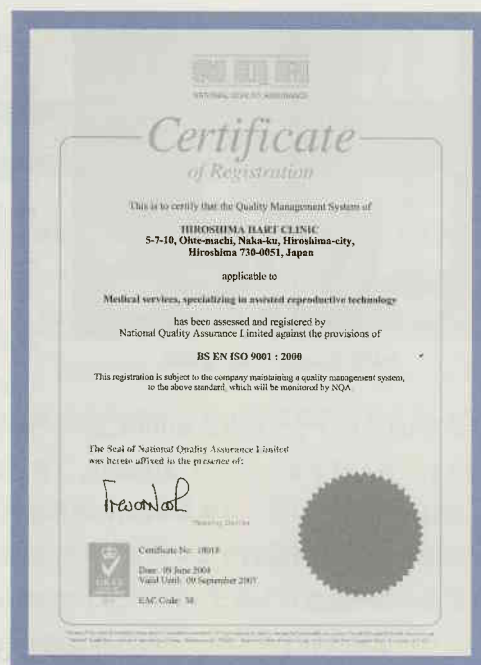 NATIONAL QUALITY ASSURANCE
Certificate
of Registration
This is to certify that the Quality Management System of
HIROSHIMA HART CLINIC
5-7-10, Ohte-machi, Naka-ku, Hiroshima-city,
Hiroshima 730-0051, Japan
applicable to
Medical services, specializing in assisted reproductive technology
has been assessed and registered by
National Quality Assurance Limited against the provisions of
BS EN ISO 9001 : 2000
This registration is subject to the company maintaining a quality management system,
to the above standard, which will be monitored by NQA.
The Seal of National Quality Assurance Limited
was hereto affixed in the presence of:
Managing Director
Certificate No:
Date: 09 June 2004
Valid Until: 09 September 2007
EAC Code: 38